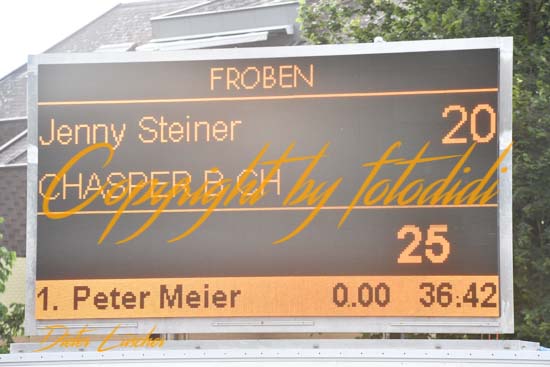 FROBEN
Jenny Steiner 20
CHASPER B CH
Copyright by fotodidi
25
1. Peter Meier 0.00 36:42